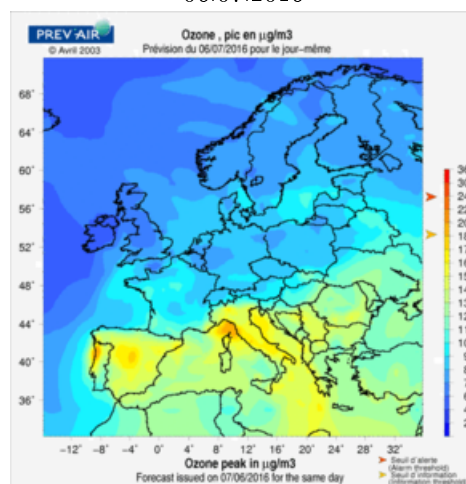 PREV'AIR
© Avril 2003
Ozone , pic en µg/m3
Prévision du 06/07/2016 pour le jour-même
68°
64°
60°
56°
52°
48°
44°
40°
36°
-12° -8° -4° 0° 4° 8° 12° 16° 20° 24° 28° 32°
Ozone peak in µg/m3
Forecast issued on 07/06/2016 for the same day
Seuil d'alerte
(Alarm threshold)
Seuil d'information
(Information threshold)